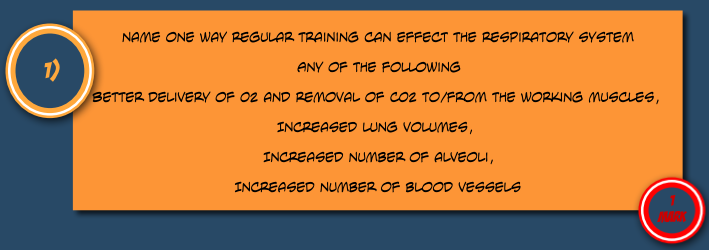 1)
NAME ONE WAY REGULAR TRAINING CAN EFFECT THE RESPIRATORY SYSTEM
ANY OF THE FOLLOWING
BETTER DELIVERY OF O2 AND REMOVAL OF CO2 TO/FROM THE WORKING MUSCLES,
INCREASED LUNG VOLUMES,
INCREASED NUMBER OF ALVEOLI,
INCREASED NUMBER OF BLOOD VESSELS
1
MARK